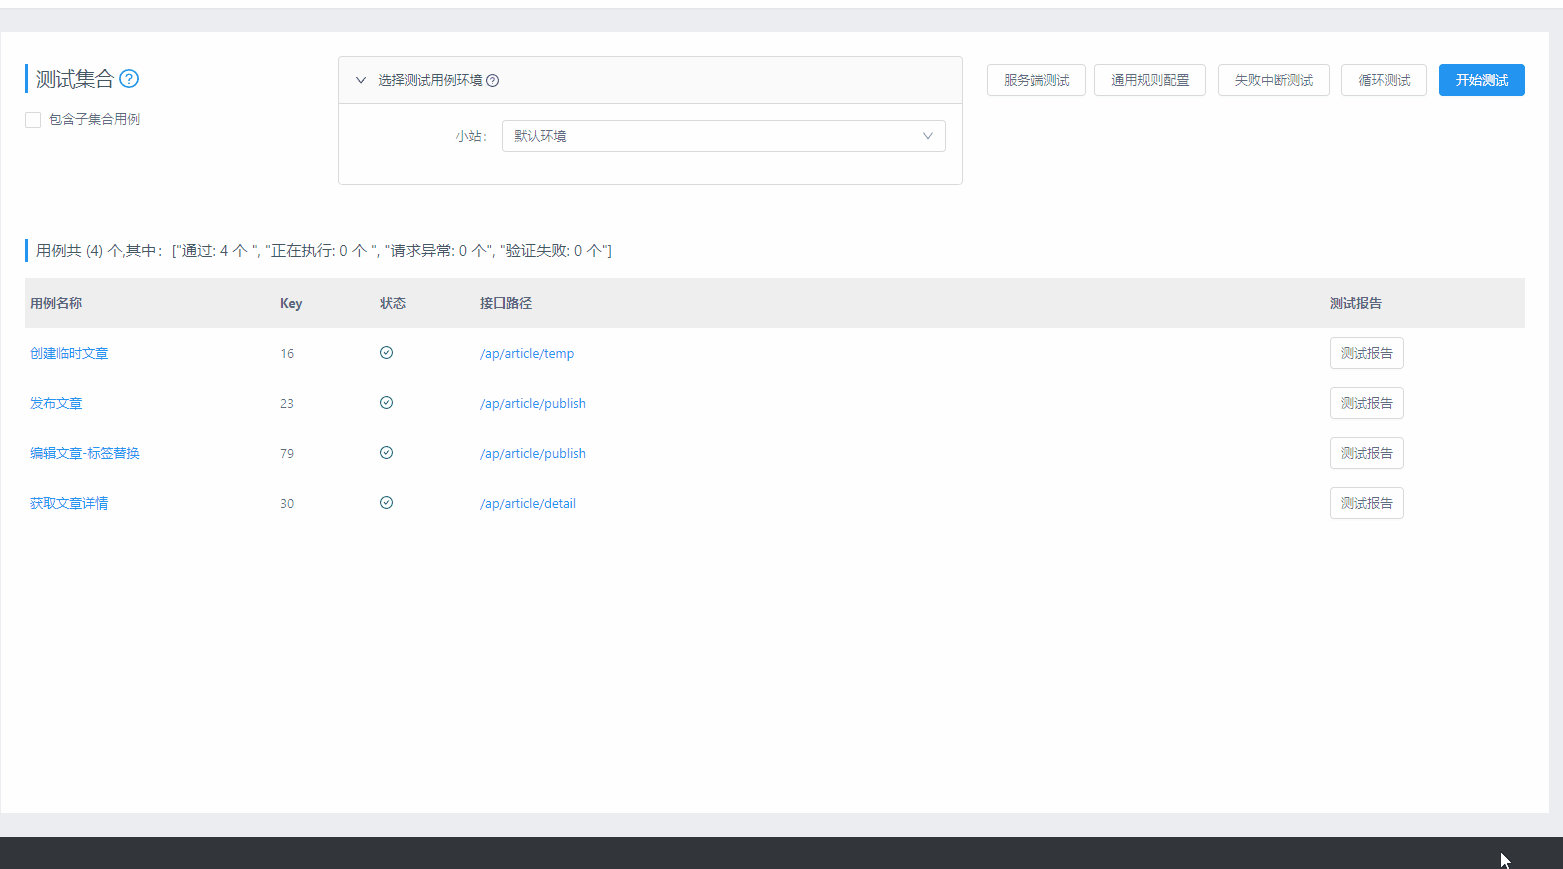 测试集合
包含子集合用例
选择测试用例环境
小站：
默认环境
服务端测试
通用规则配置
失败中断测试
循环测试
开始测试
用例共 (4) 个,其中：["通过: 4 个 ", "正在执行: 0 个 ", "请求异常: 0 个", "验证失败: 0 个"]
用例名称 Key 状态 接口路径 测试报告
创建临时文章 16 /ap/article/temp 测试报告
发布文章 23 /ap/article/publish 测试报告
编辑文章-标签替换 79 /ap/article/publish 测试报告
获取文章详情 30 /ap/article/detail 测试报告